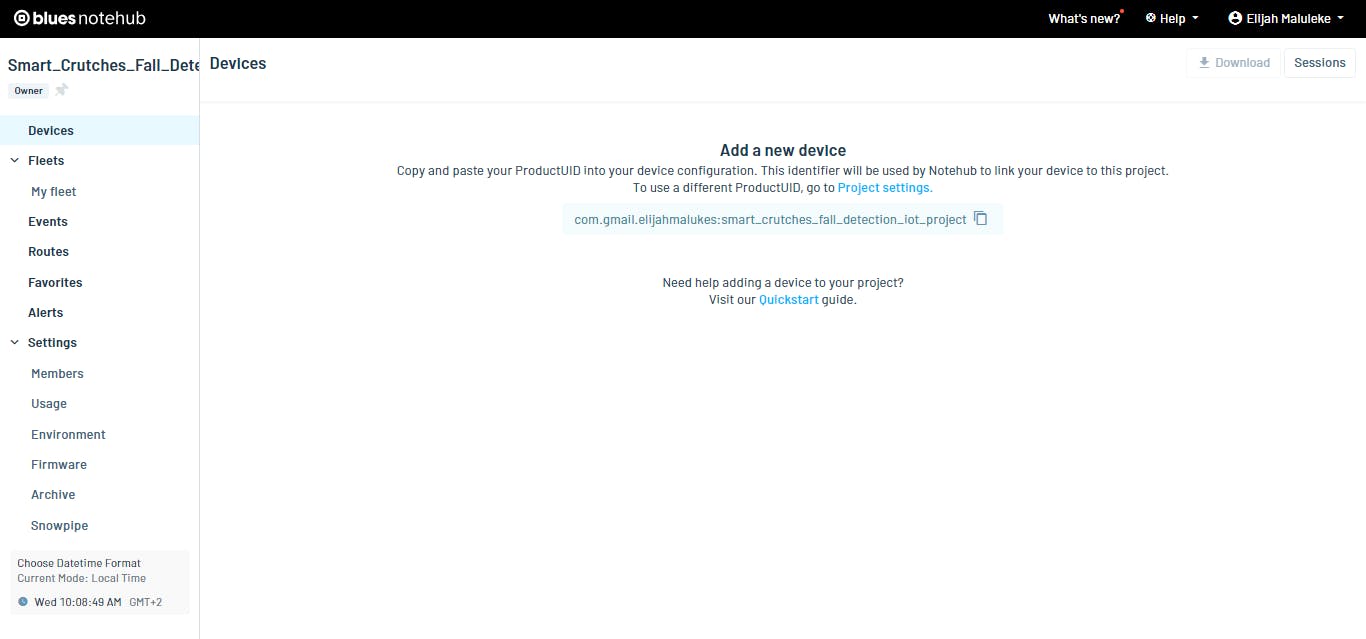 blues notehub
What's new?
Help
Elijah Maluleke
Smart_Crutches_Fall_Dete
Owner
Devices
Fleets
My fleet
Events
Routes
Favorites
Alerts
Settings
Members
Usage
Environment
Firmware
Archive
Snowpipe
Choose Datetime Format
Current Mode: Local Time
Wed 10:08:49 AM GMT+2
Devices
Download
Sessions
Add a new device
Copy and paste your ProductUID into your device configuration. This identifier will be used by Notehub to link your device to this project.
To use a different ProductUID, go to Project settings.
com.gmail.elijahmalukes:smart_crutches_fall_detection_iot_project
Need help adding a device to your project?
Visit our Quickstart guide.